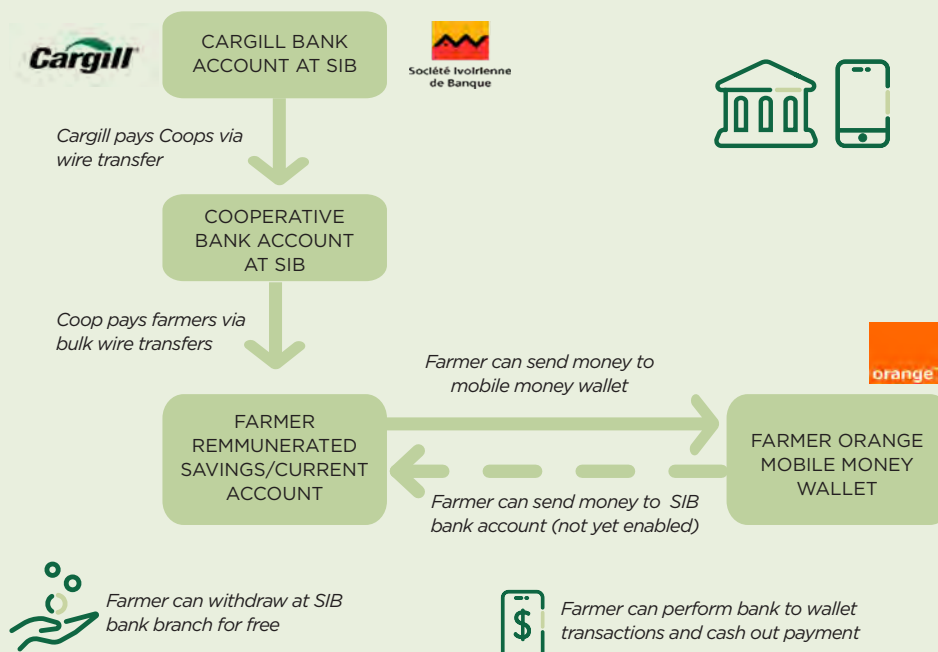 Cargill
CARGILL BANK
ACCOUNT AT SIB
Société Ivoirienne
de Banque
Cargill pays Coops via
wire transfer
COOPERATIVE
BANK ACCOUNT
AT SIB
Coop pays farmers via
bulk wire transfers
Farmer can send money to
mobile money wallet
orange
FARMER
REMMUNERATED
SAVINGS/CURRENT
ACCOUNT
FARMER ORANGE
MOBILE MONEY
WALLET
Farmer can send money to SIB
bank account (not yet enabled)
Farmer can withdraw at SIB
bank branch for free
$
Farmer can perform bank to wallet
transactions and cash out payment